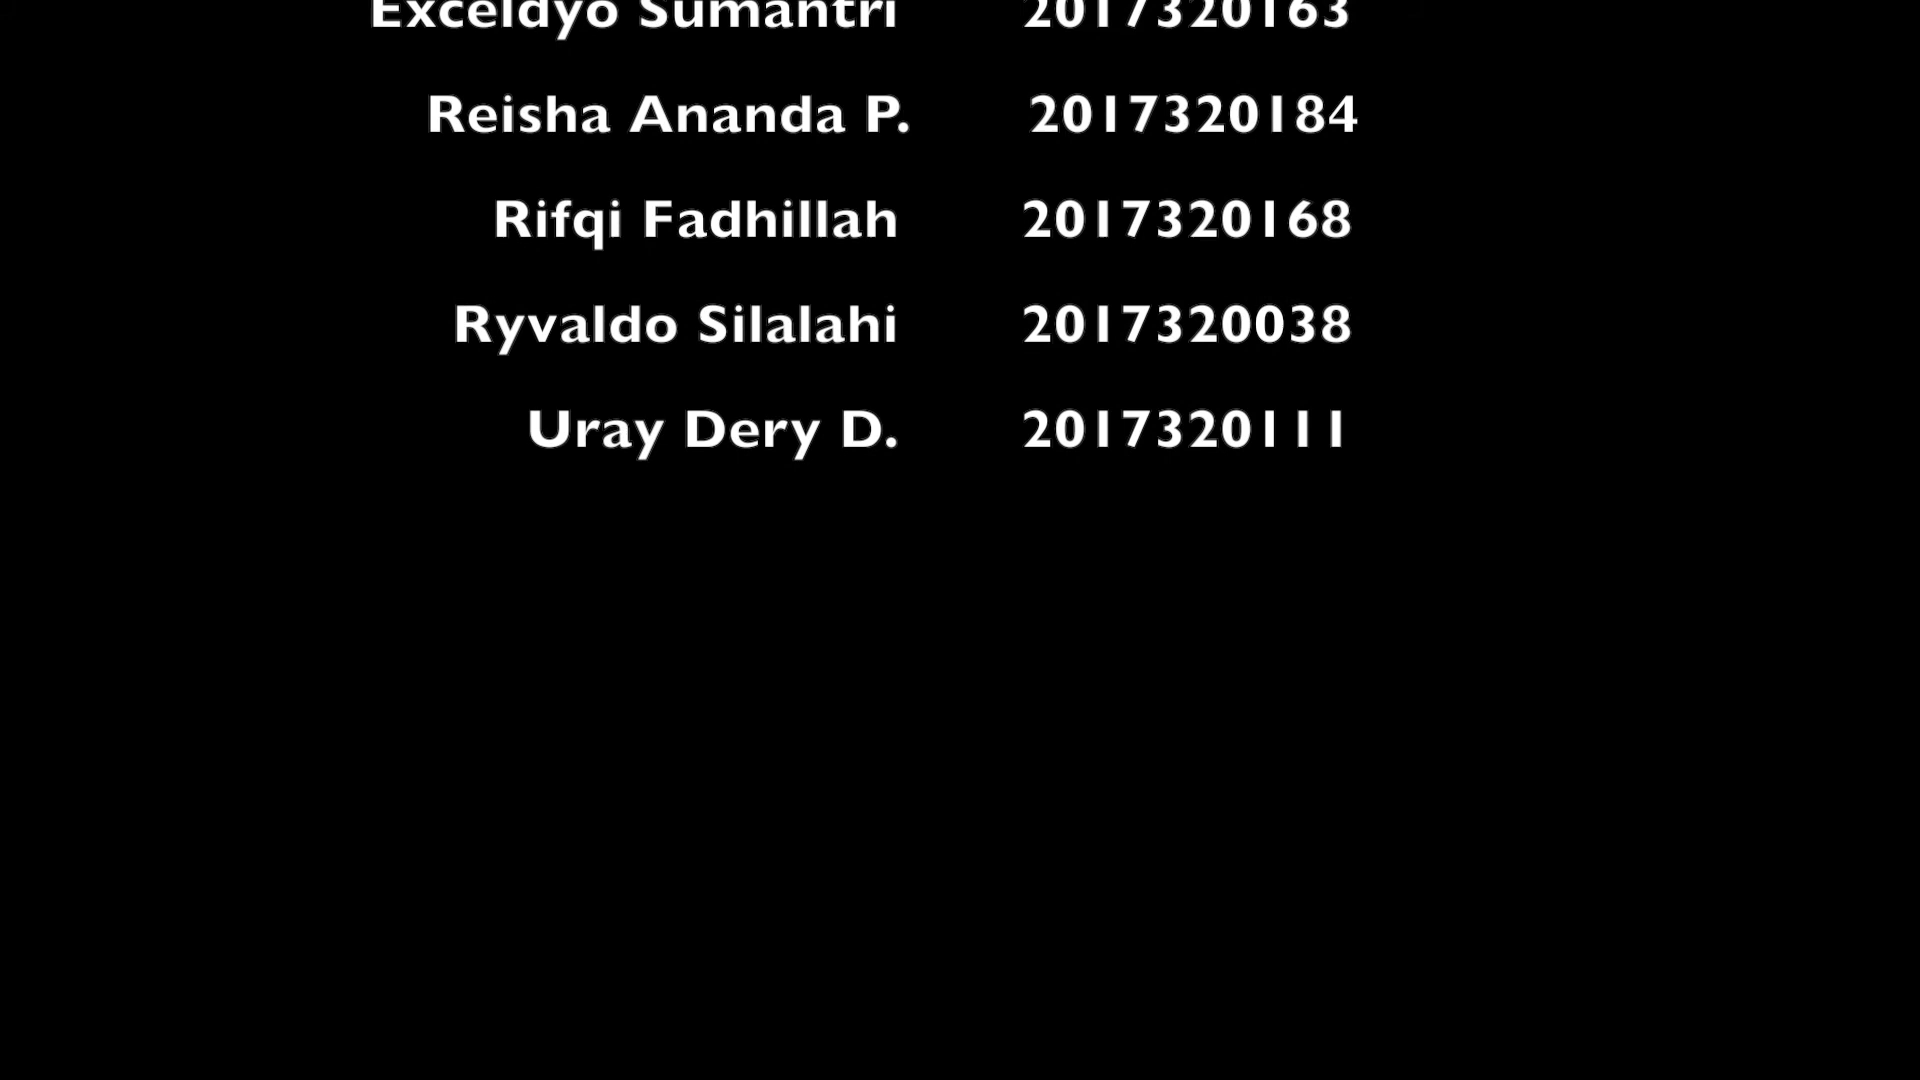 Exceldyo Sumantri 2017320163
Reisha Ananda P. 2017320184
Rifqi Fadhillah 2017320168
Ryvaldo Silalahi 2017320038
Uray Dery D. 2017320111